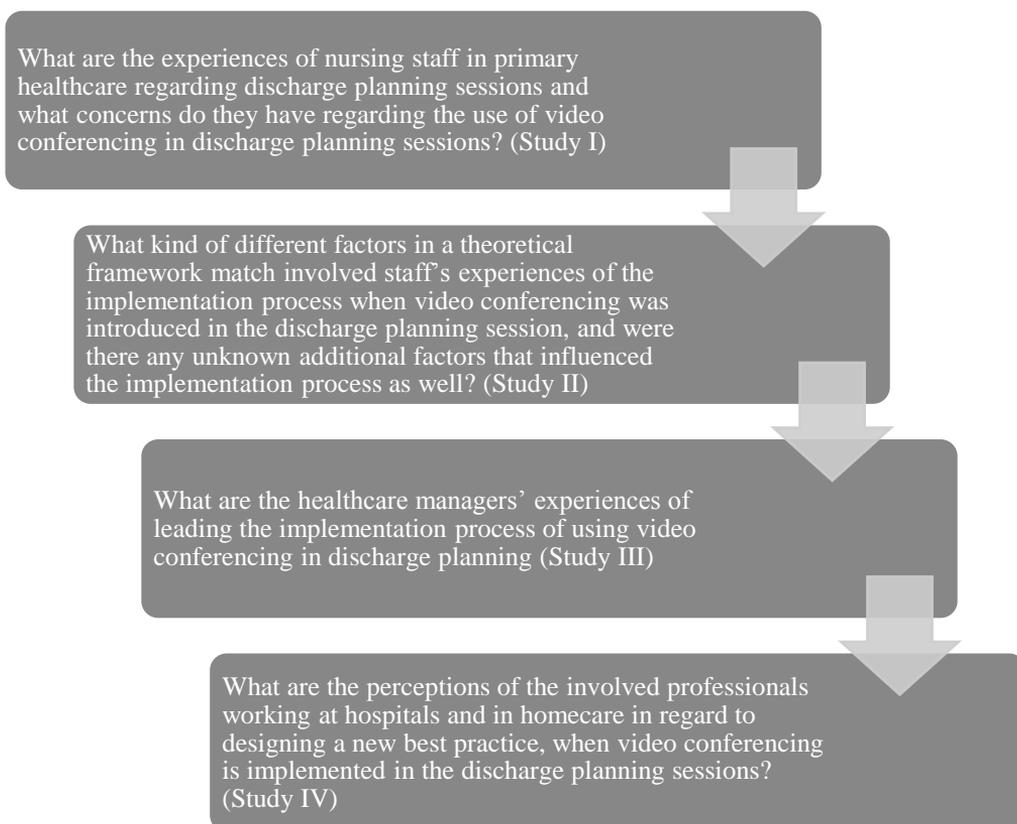 What are the experiences of nursing staff in primary
healthcare regarding discharge planning sessions and
what concerns do they have regarding the use of video
conferencing in discharge planning sessions? (Study I)
What kind of different factors in a theoretical
framework match involved staff’s experiences of the
implementation process when video conferencing was
introduced in the discharge planning session, and were
there any unknown additional factors that influenced
the implementation process as well? (Study II)
What are the healthcare managers’ experiences of
leading the implementation process of using video
conferencing in discharge planning (Study III)
What are the perceptions of the involved professionals
working at hospitals and in homecare in regard to
designing a new best practice, when video conferencing
is implemented in the discharge planning sessions?
(Study IV)